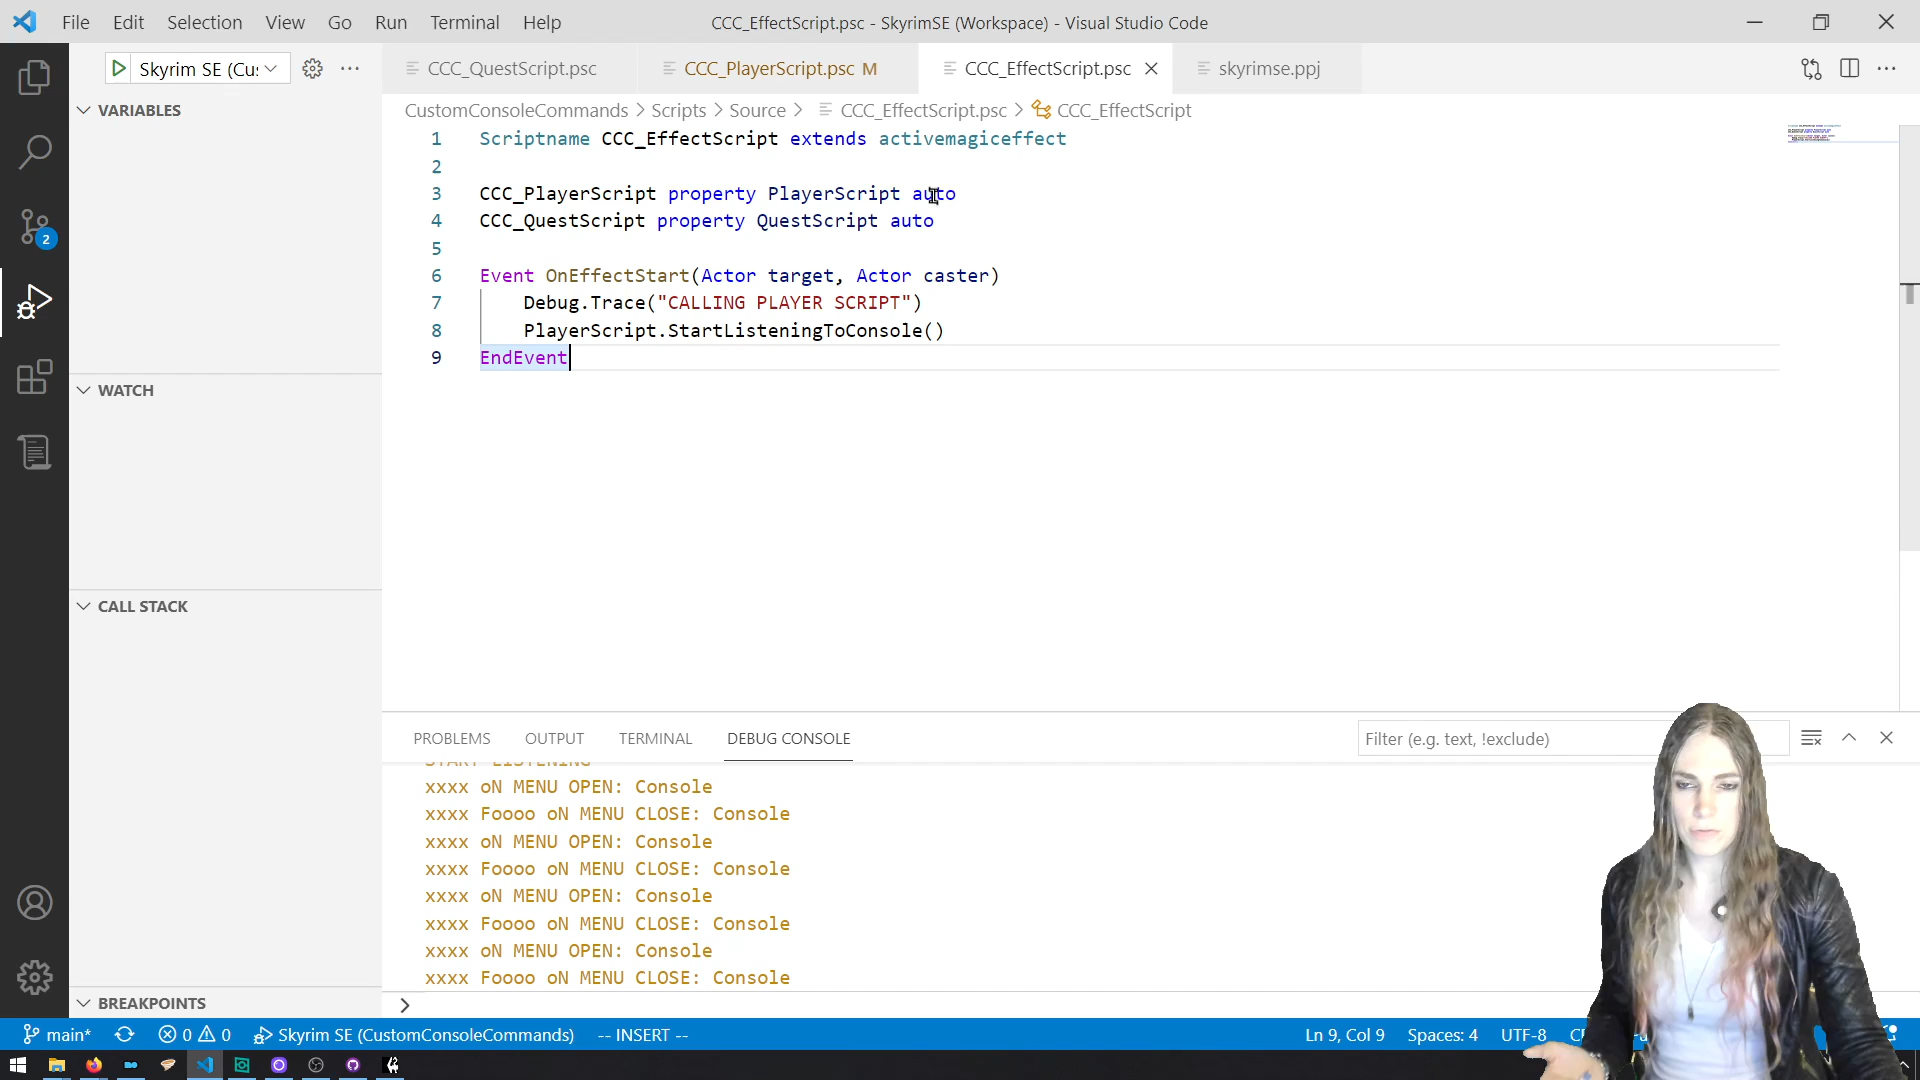 File Edit Selection View Go Run Terminal Help
CCC_EffectScript.psc - SkyrimSE (Workspace) - Visual Studio Code
Skyrim SE (Cu:
CCC_QuestScript.psc
CCC_PlayerScript.psc M
CCC_EffectScript.psc
skyrimse.ppj
CustomConsoleCommands > Scripts > Source > CCC_EffectScript.psc > CCC_EffectScript
VARIABLES
WATCH
CALL STACK
BREAKPOINTS
2
1 Scriptname CCC_EffectScript extends activemagiceffect
2
3 CCC_PlayerScript property PlayerScript auto
4 CCC_QuestScript property QuestScript auto
5
6 Event OnEffectStart(Actor target, Actor caster)
7 Debug.Trace("CALLING PLAYER SCRIPT")
8 PlayerScript.StartListeningToConsole()
9 EndEvent
PROBLEMS OUTPUT TERMINAL DEBUG CONSOLE
Filter (e.g. text, !exclude)
START LISTENING
xxxx oN MENU OPEN: Console
xxxx Foooo oN MENU CLOSE: Console
xxxx oN MENU OPEN: Console
xxxx Foooo oN MENU CLOSE: Console
xxxx oN MENU OPEN: Console
xxxx Foooo oN MENU CLOSE: Console
xxxx oN MENU OPEN: Console
xxxx Foooo oN MENU CLOSE: Console
>
main* 0 0 Skyrim SE (CustomConsoleCommands) -- INSERT -- Ln 9, Col 9 Spaces: 4 UTF-8